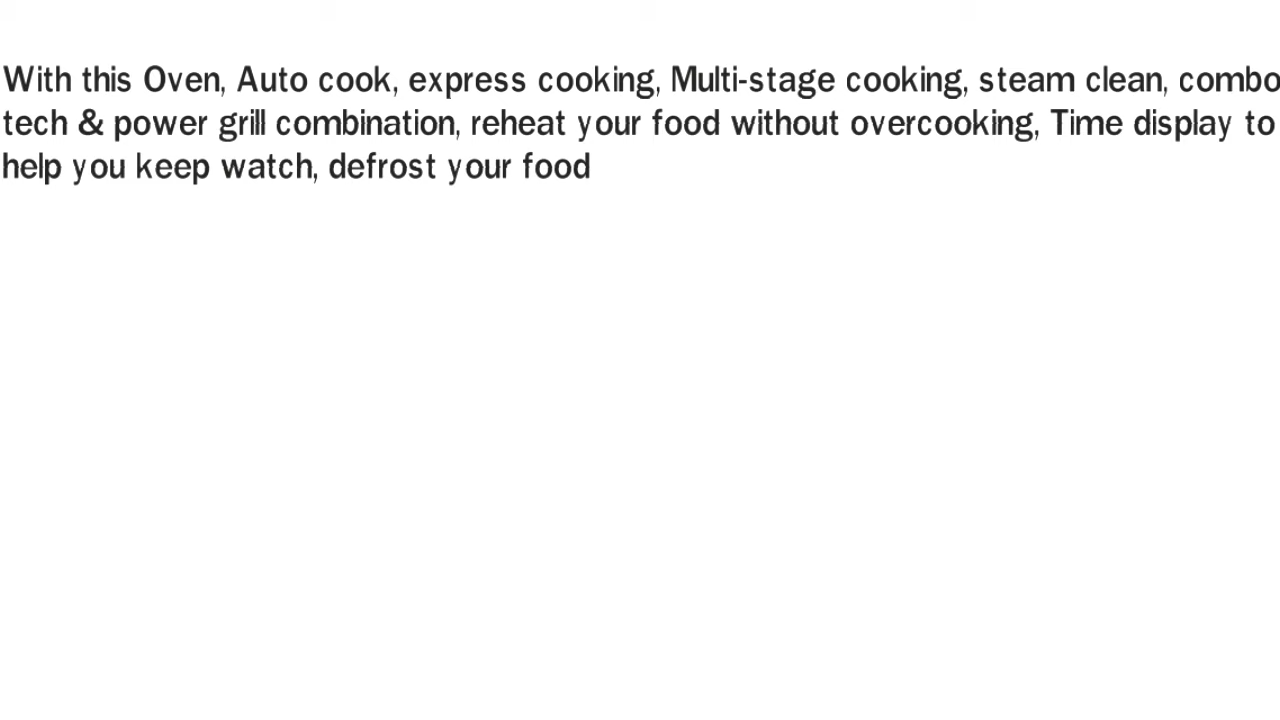 With this Oven, Auto cook, express cooking, Multi-stage cooking, steam clean, combo
tech & power grill combination, reheat your food without overcooking, Time display to
help you keep watch, defrost your food